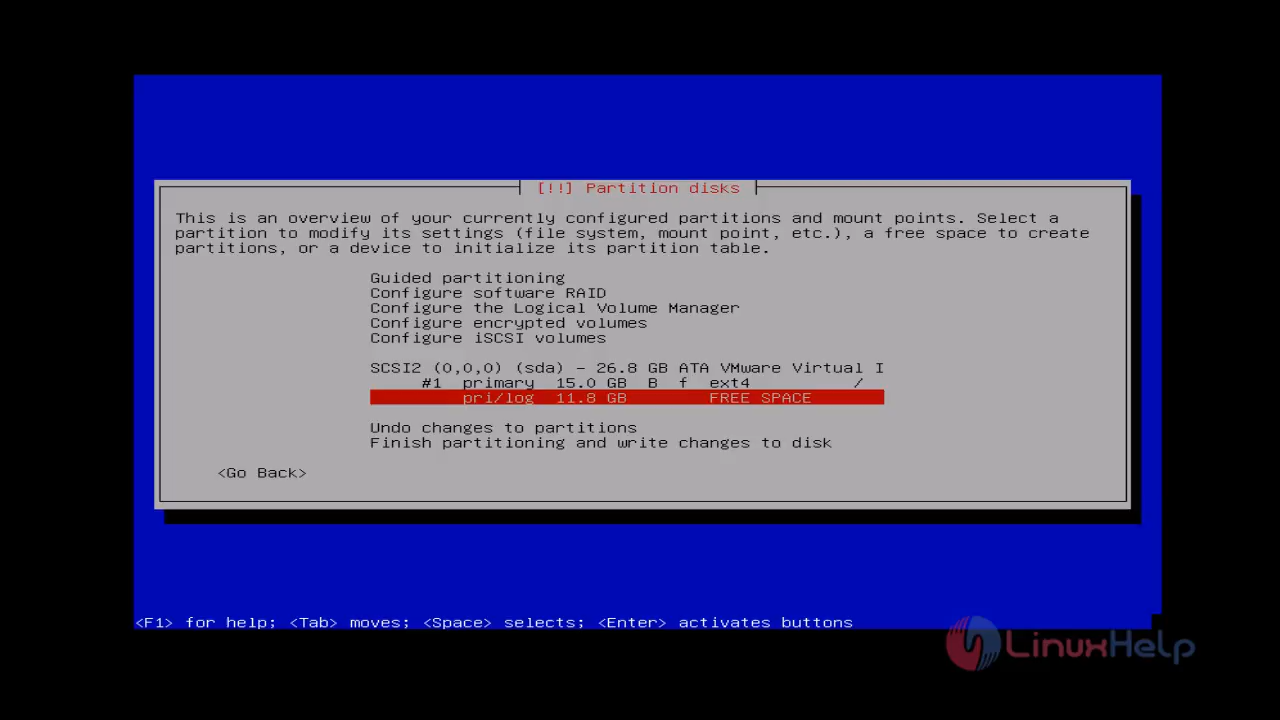 [!!] Partition disks
This is an overview of your currently configured partitions and mount points. Select a
partition to modify its settings (file system, mount point, etc.), a free space to create
partitions, or a device to initialize its partition table.
Guided partitioning
Configure software RAID
Configure the Logical Volume Manager
Configure encrypted volumes
Configure iSCSI volumes
SCSI2 (0,0,0) (sda) - 26.8 GB ATA VMware Virtual I
#1 primary 15.0 GB B f ext4 /
pri/log 11.8 GB FREE SPACE
Undo changes to partitions
Finish partitioning and write changes to disk
<Go Back>
<F1> for help; <Tab> moves; <Space> selects; <Enter> activates buttons
LinuxHelp